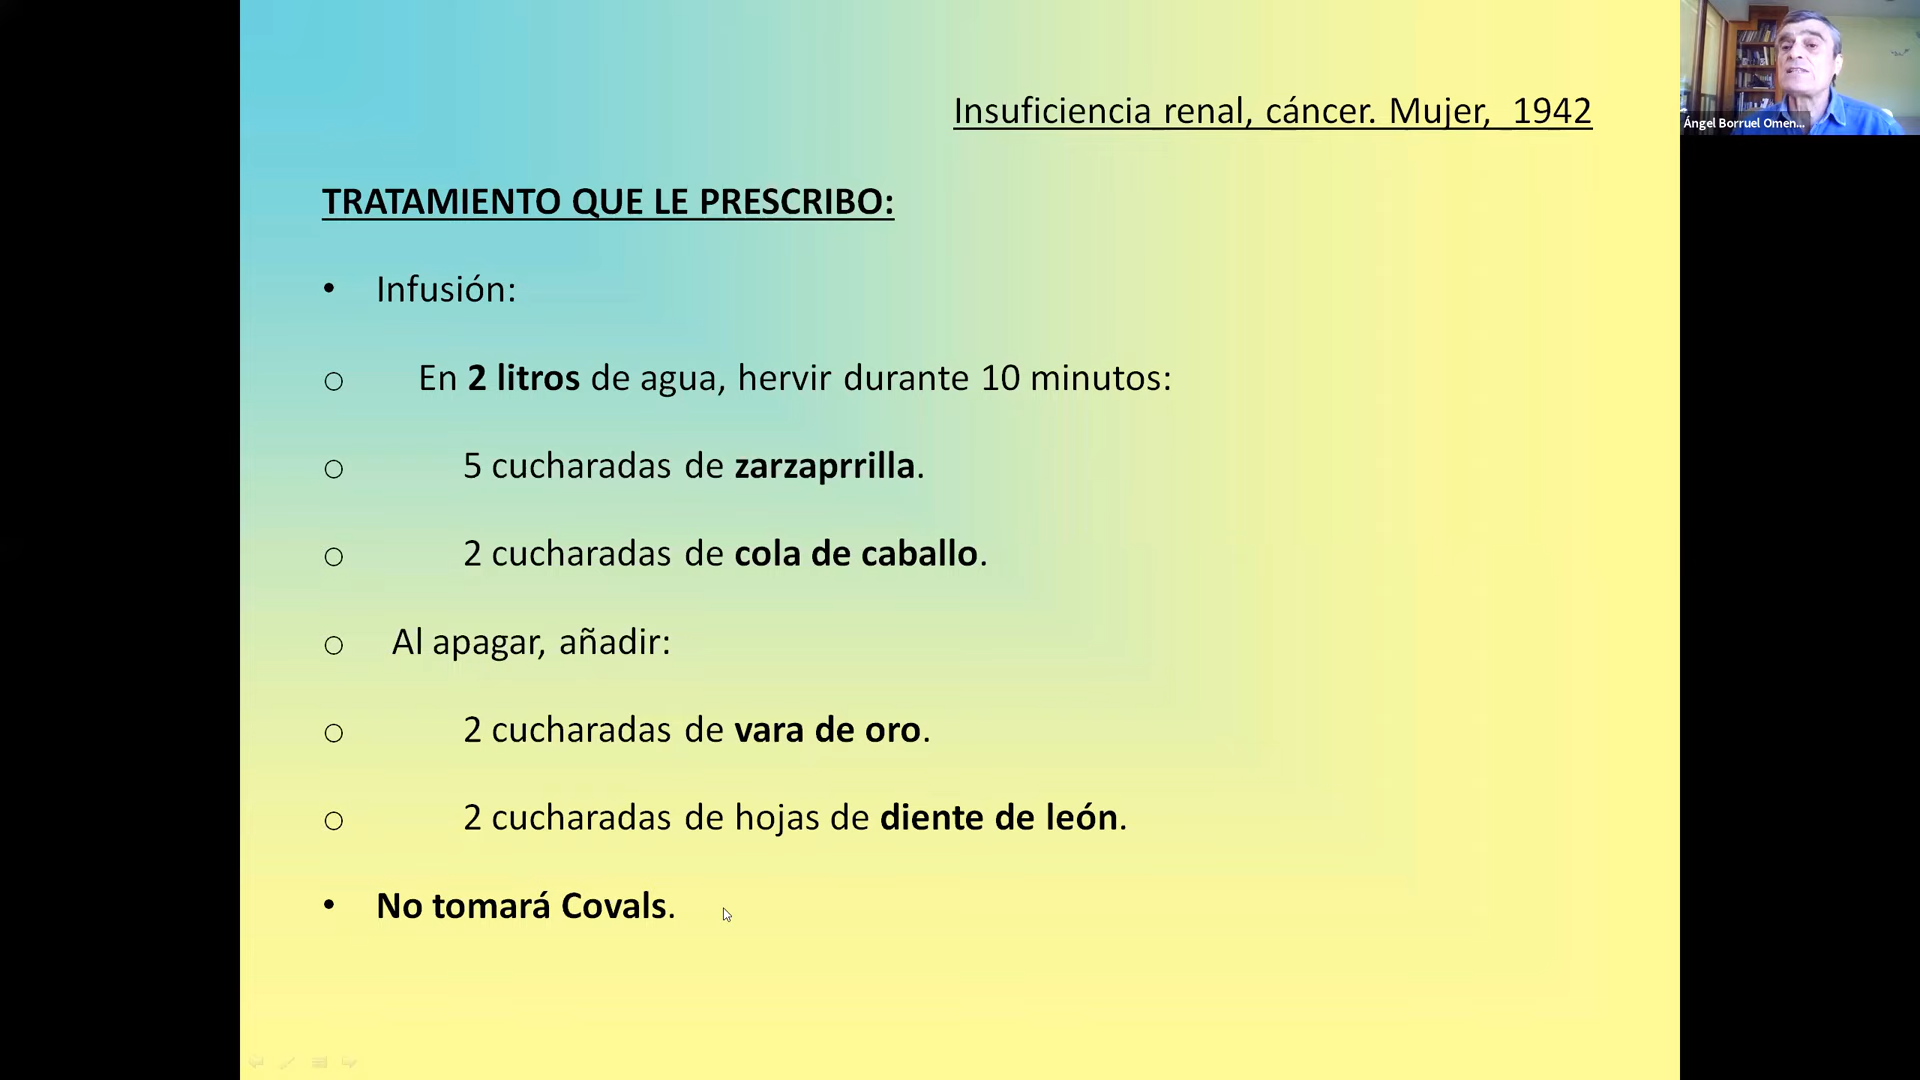 Insuficiencia renal, cáncer. Mujer, 1942
Ángel Borruel Omen...
TRATAMIENTO QUE LE PRESCRIBO:
• Infusión:
o En 2 litros de agua, hervir durante 10 minutos:
o 5 cucharadas de zarzaprrilla.
o 2 cucharadas de cola de caballo.
o Al apagar, añadir:
o 2 cucharadas de vara de oro.
o 2 cucharadas de hojas de diente de león.
• No tomará Covals.